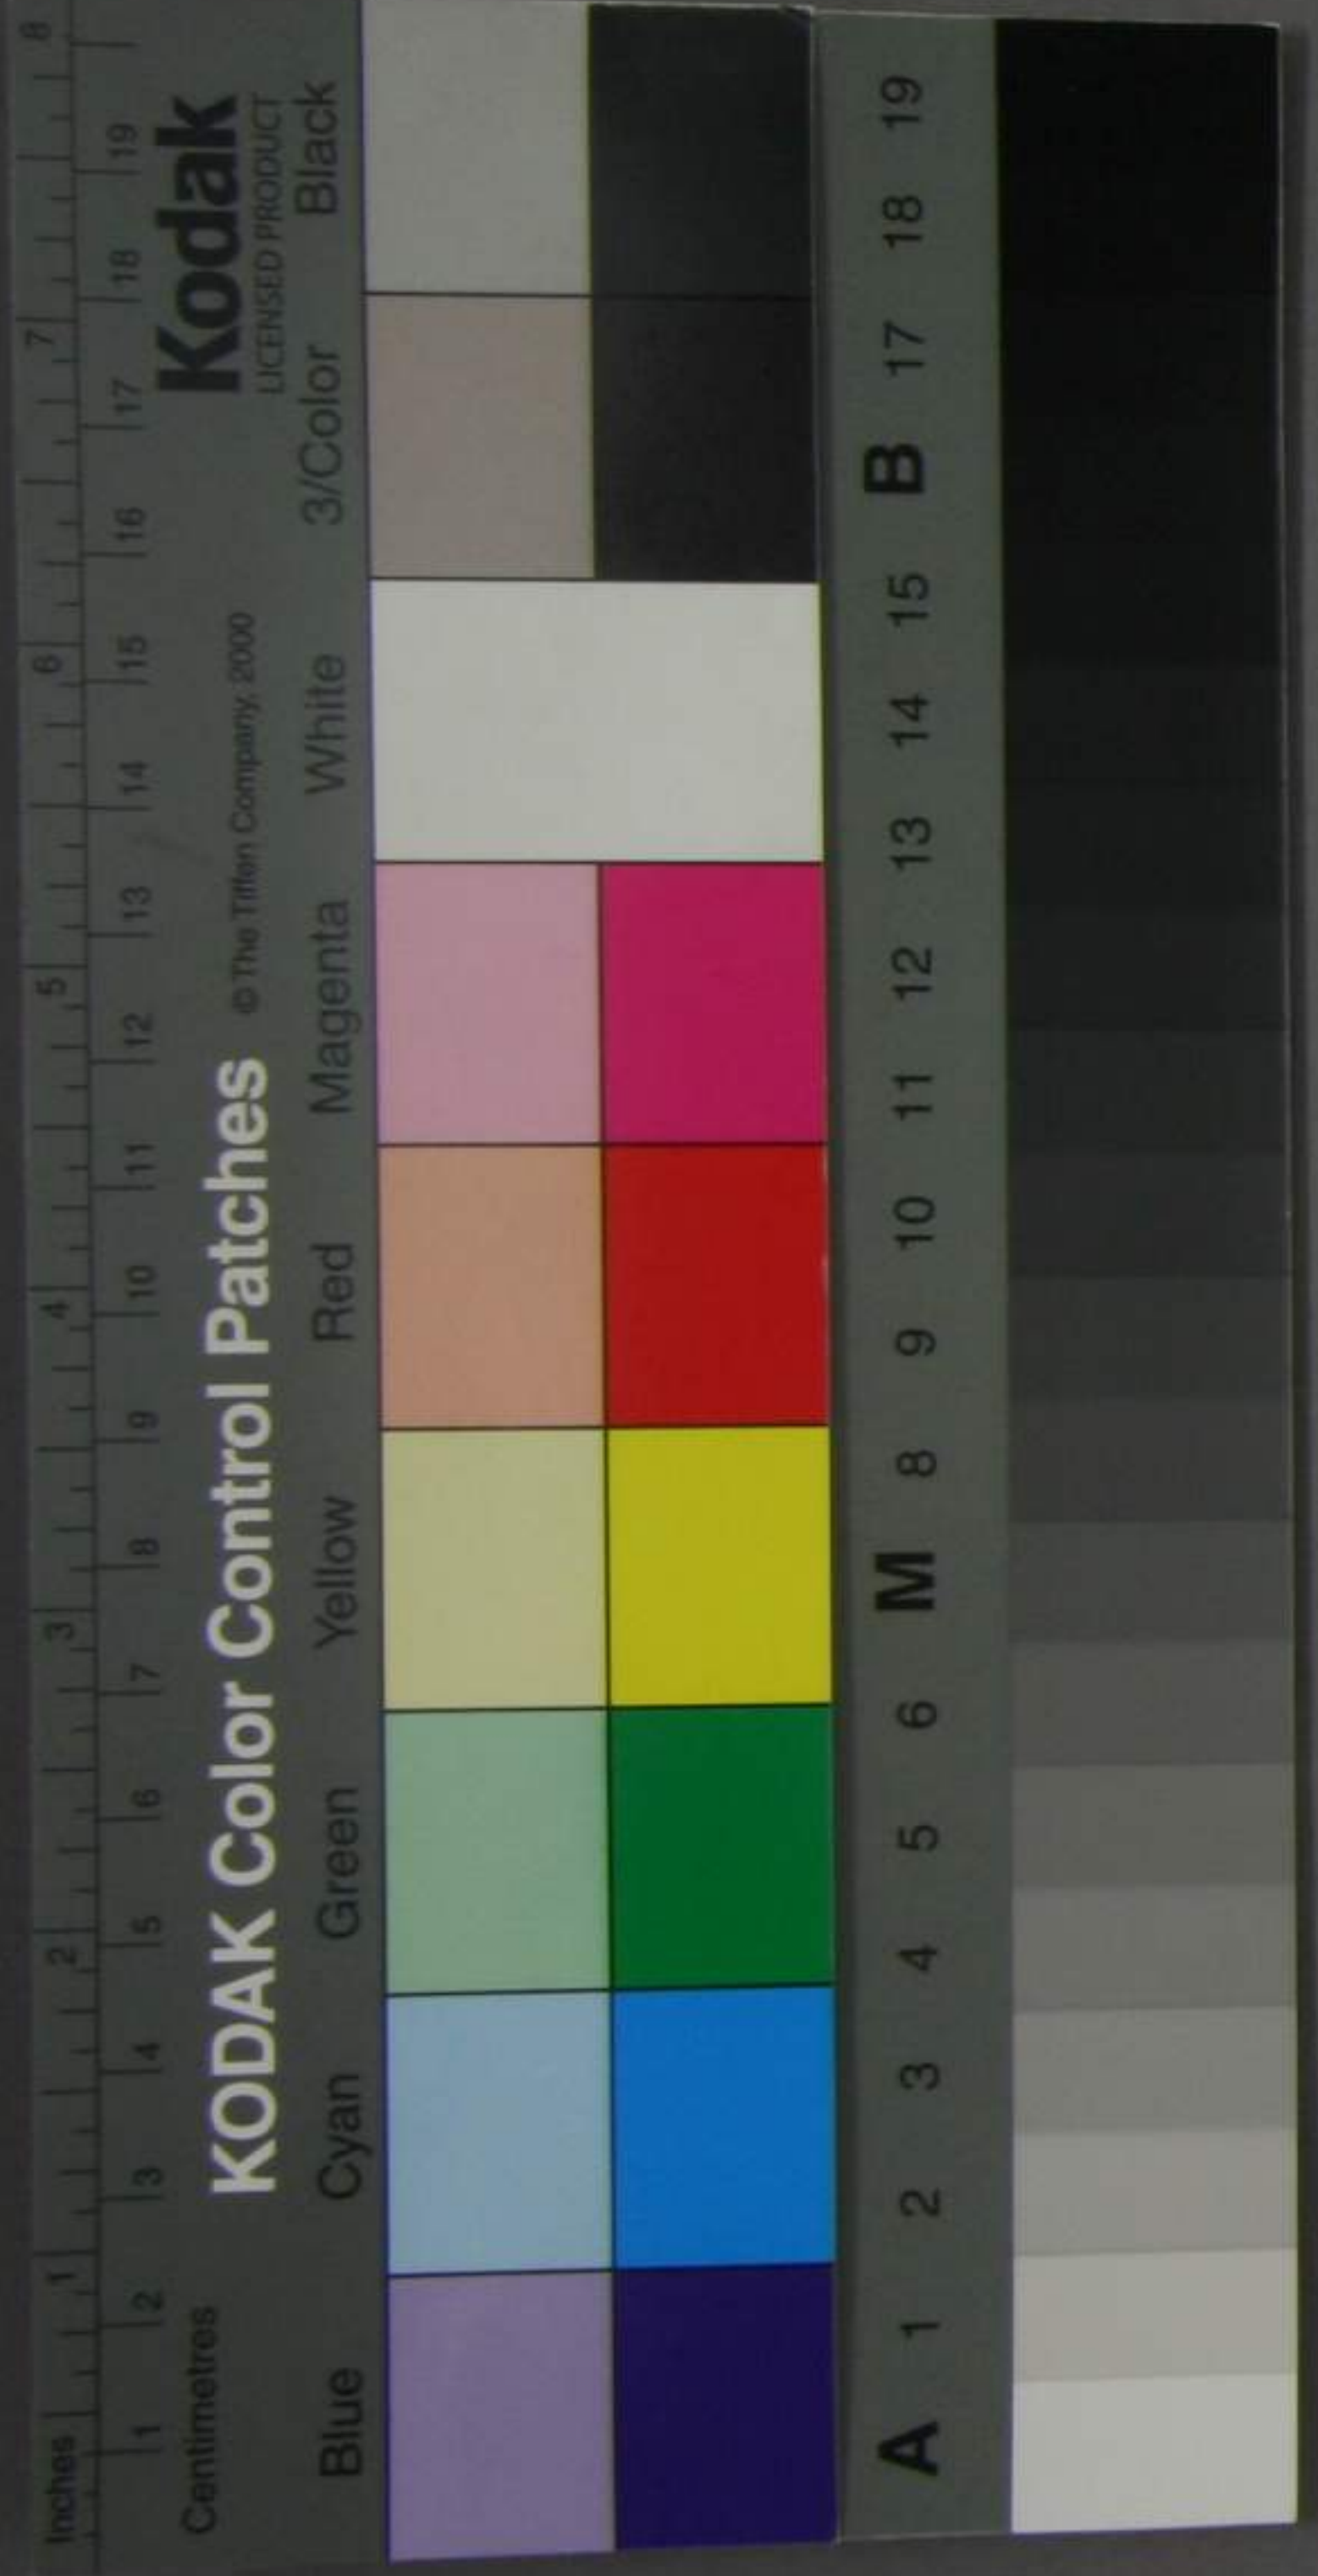 Inches 1 2 3 4 5 6 7 8
Centimetres 1 2 3 4 5 6 7 8 9 10 11 12 13 14 15 16 17 18 19
KODAK Color Control Patches © The Tiffen Company, 2000 Kodak
LICENSED PRODUCT
Blue Cyan Green Yellow Red Magenta White 3/Color Black
A 1 2 3 4 5 6 M 8 9 10 11 12 13 14 15 B 17 18 19